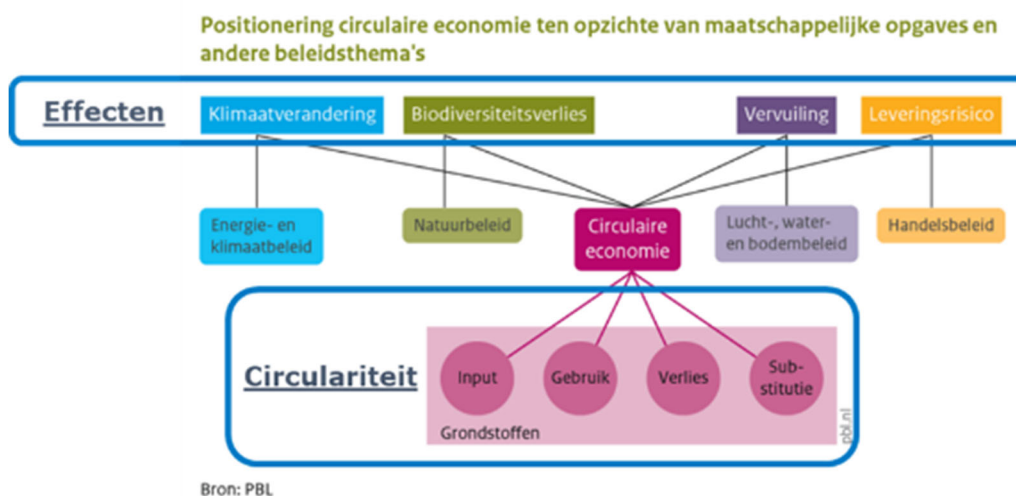 Positionering circulaire economie ten opzichte van maatschappelijke opgaves en
andere beleidsthema's
Effecten
Klimaatverandering
Biodiversiteitsverlies
Vervuiling
Leveringsrisico
Energie- en
klimaatbeleid
Natuurbeleid
Circulaire
economie
Lucht-, water-
en bodembeleid
Handelsbeleid
Circulariteit
Input
Gebruik
Verlies
Sub-
stitutie
Grondstoffen
pbl.nl
Bron: PBL